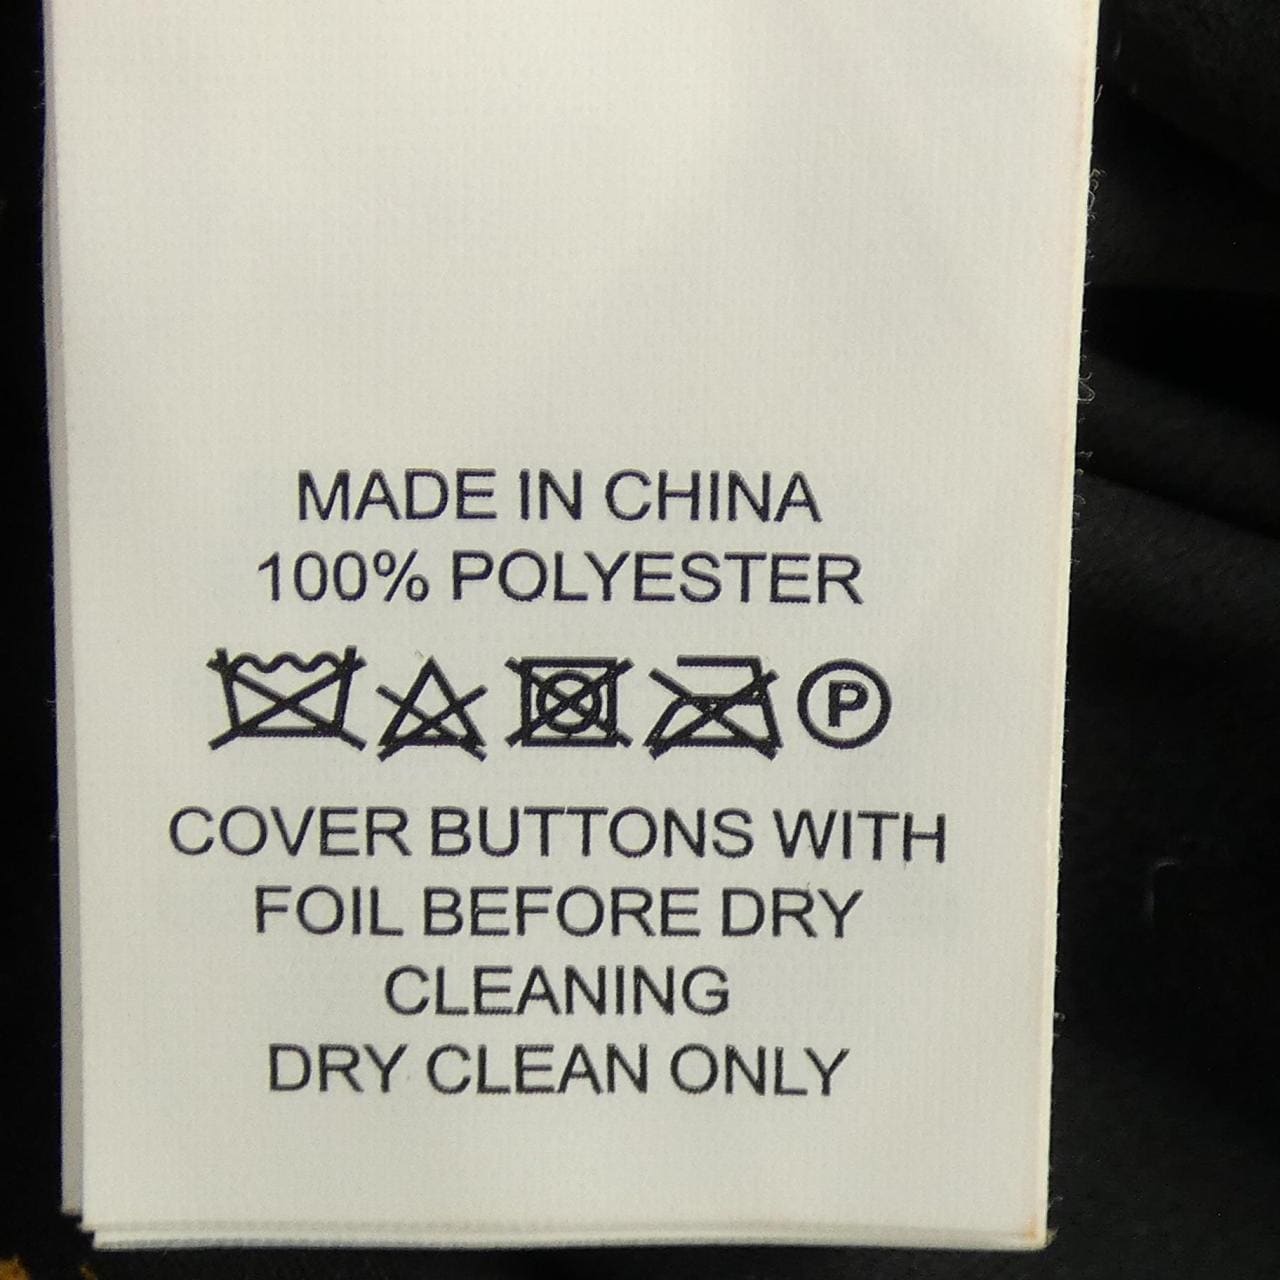 MADE IN CHINA
100% POLYESTER
P
COVER BUTTONS WITH
FOIL BEFORE DRY
CLEANING
DRY CLEAN ONLY